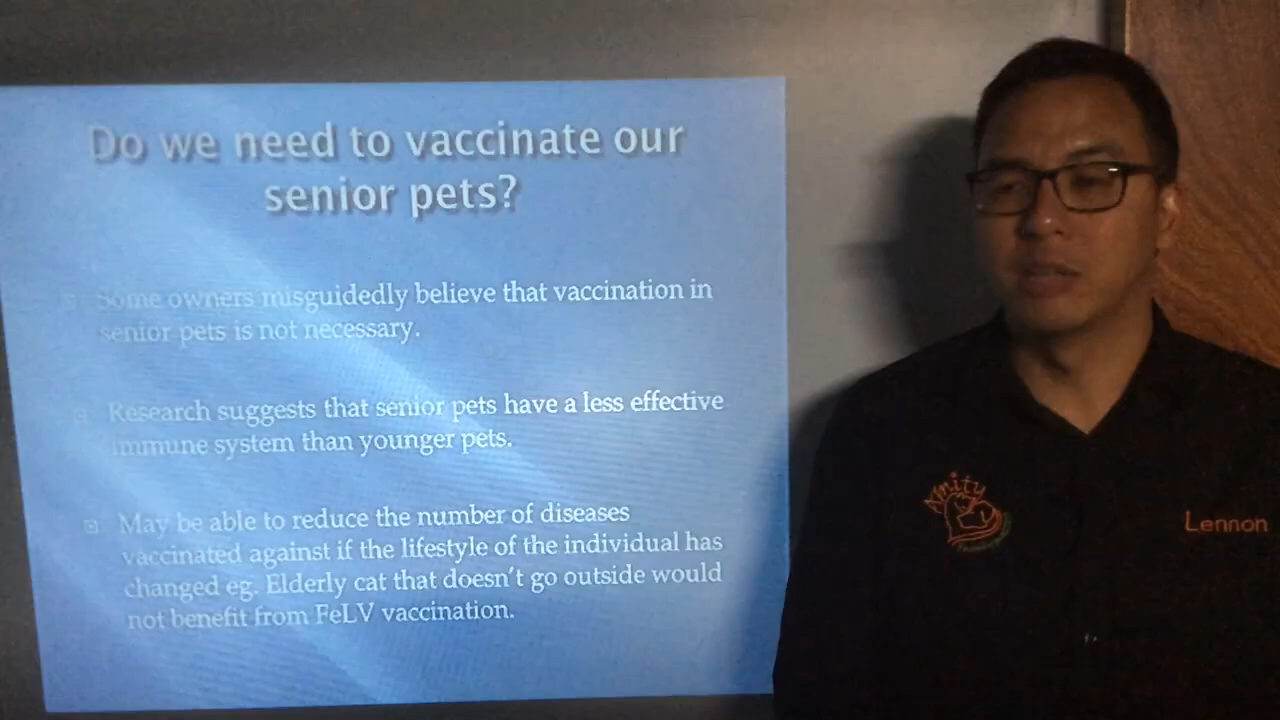 Do we need to vaccinate our
senior pets?
Some owners misguidedly believe that vaccination in
senior pets is not necessary.
Research suggests that senior pets have a less effective
immune system than younger pets.
May be able to reduce the number of diseases
vaccinated against if the lifestyle of the individual has
changed eg. Elderly cat that doesn't go outside would
not benefit from FeLV vaccination.
Amity
Lennon